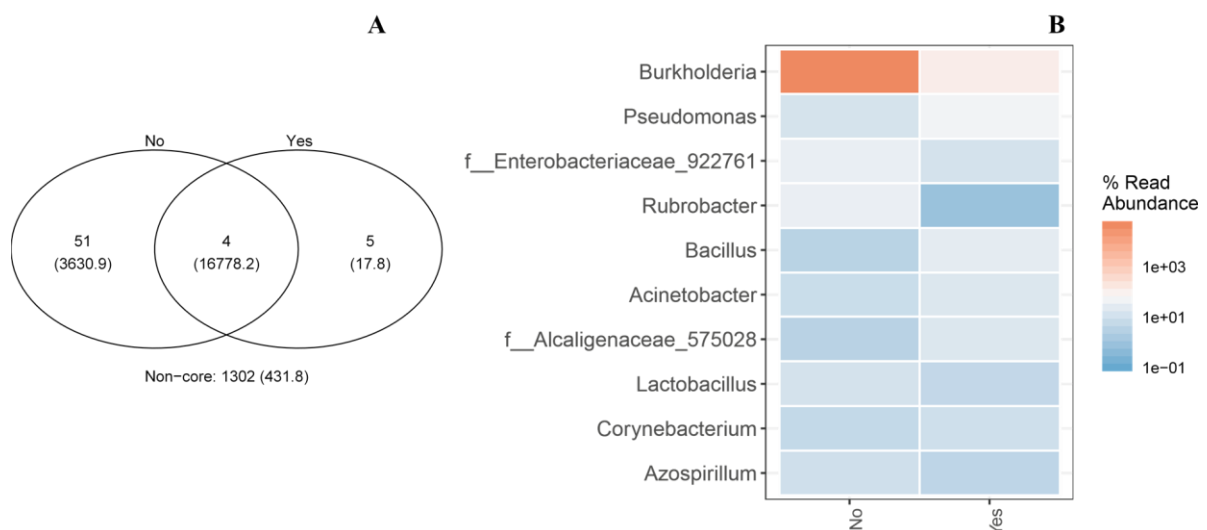 A
No
Yes
51
(3630.9)
4
(16778.2)
5
(17.8)
Non-core: 1302 (431.8)
B
Burkholderia
Pseudomonas
f__Enterobacteriaceae_922761
Rubrobacter
Bacillus
Acinetobacter
f__Alcaligenaceae_575028
Lactobacillus
Corynebacterium
Azospirillum
No
Yes
% Read
Abundance
1e+03
1e+01
1e−01